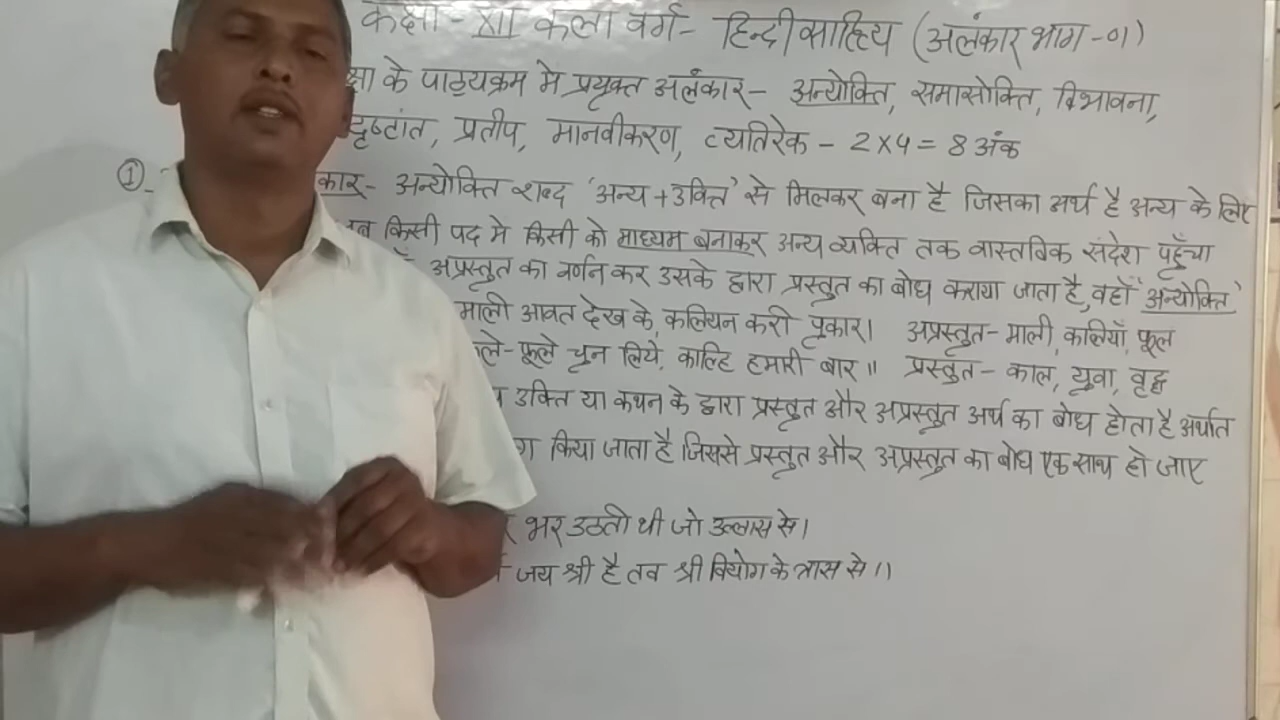 कक्षा - XII कला वर्ग - हिन्दी साहित्य (अलंकार भाग - 01)
के पाठ्यक्रम मे प्रयुक्त अलंकार - अन्योक्ति, समासोक्ति, विभावना,
दृष्टांत, प्रतीप, मानवीकरण, व्यतिरेक - 2 x 4 = 8 अंक
① कार - अन्योक्ति शब्द 'अन्य + उक्ति' से मिलकर बना है जिसका अर्थ है अन्य के लिए
किसी पद मे किसी को माध्यम बनाकर अन्य व्यक्ति तक वास्तविक संदेश पहुँचा
अप्रस्तुत का वर्णन कर उसके द्वारा प्रस्तुत का बोध कराया जाता है, वहाँ "अन्योक्ति"
माली आवत देख के, कलियन करी पुकार। अप्रस्तुत - माली, कलियाँ, फूल
फूले चुन लिये, काल्हि हमारी बार॥ प्रस्तुत - काल, युवा, वृद्ध
उक्ति या कथन के द्वारा प्रस्तुत और अप्रस्तुत अर्थ का बोध होता है अर्थात
किया जाता है जिससे प्रस्तुत और अप्रस्तुत का बोध एक साथ हो जाए
भर उठती थी जो उल्लास से।
जय श्री है तव श्री वियोग के त्रास से॥